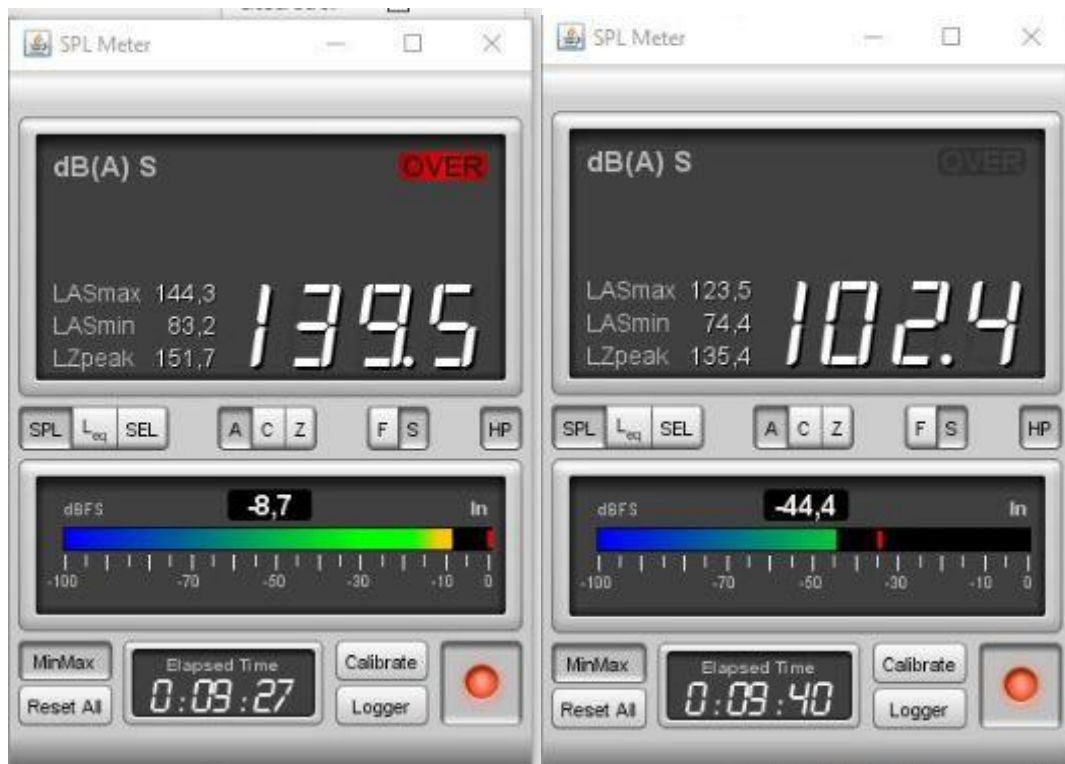 SPL Meter
dB(A) S OVER
LASmax 144,3
LASmin 83,2
LZpeak 151,7
139.5
SPL Leq SEL A C Z F S HP
dBFS -8,7 In
-100 -70 -50 -30 -10 0
MinMax
Reset All
Elapsed Time
0:09:27
Calibrate
Logger
SPL Meter
dB(A) S OVER
LASmax 123,5
LASmin 74,4
LZpeak 135,4
102.4
SPL Leq SEL A C Z F S HP
dBFS -44,4 In
-100 -70 -50 -30 -10 0
MinMax
Reset All
Elapsed Time
0:09:40
Calibrate
Logger